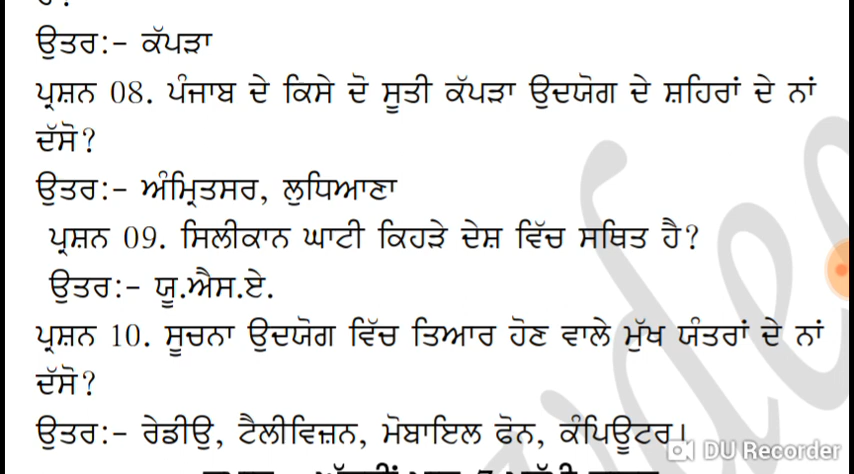 ਉਤਰ:- ਕੱਪੜਾ
ਪ੍ਰਸ਼ਨ 08. ਪੰਜਾਬ ਦੇ ਕਿਸੇ ਦੋ ਸੂਤੀ ਕੱਪੜਾ ਉਦਯੋਗ ਦੇ ਸ਼ਹਿਰਾਂ ਦੇ ਨਾਂ
ਦੱਸੋ?
ਉਤਰ:- ਅੰਮ੍ਰਿਤਸਰ, ਲੁਧਿਆਣਾ
ਪ੍ਰਸ਼ਨ 09. ਸਿਲੀਕਾਨ ਘਾਟੀ ਕਿਹੜੇ ਦੇਸ਼ ਵਿੱਚ ਸਥਿਤ ਹੈ?
ਉਤਰ:- ਯੂ.ਐਸ.ਏ.
ਪ੍ਰਸ਼ਨ 10. ਸੂਚਨਾ ਉਦਯੋਗ ਵਿੱਚ ਤਿਆਰ ਹੋਣ ਵਾਲੇ ਮੁੱਖ ਯੰਤਰਾਂ ਦੇ ਨਾਂ
ਦੱਸੋ?
ਉਤਰ:- ਰੇਡੀਉ, ਟੈਲੀਵਿਜ਼ਨ, ਮੋਬਾਇਲ ਫੋਨ, ਕੰਪਿਊਟਰ।
DU Recorder